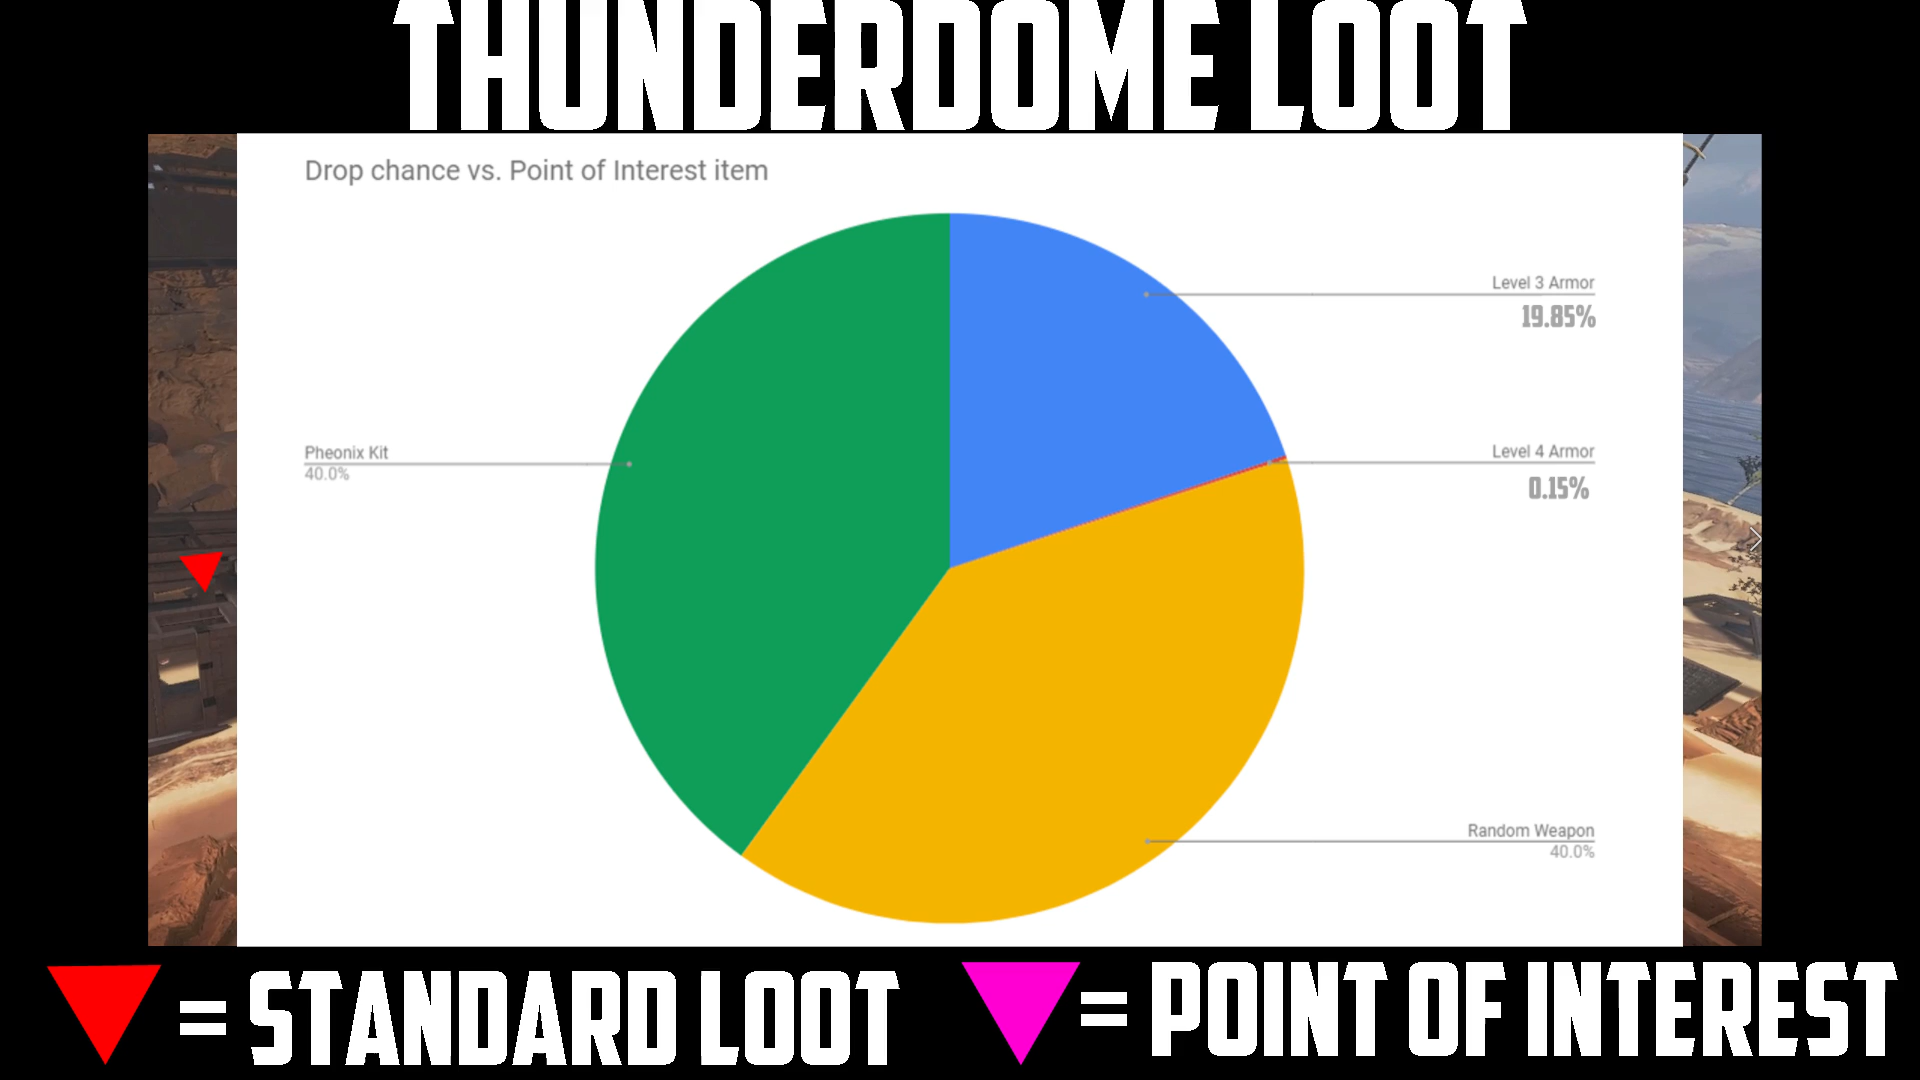 THUNDERDOME LOOT
Drop chance vs. Point of Interest item
Level 3 Armor
19.85%
Pheonix Kit
40.0%
Level 4 Armor
0.15%
Random Weapon
40.0%
= STANDARD LOOT
= POINT OF INTEREST